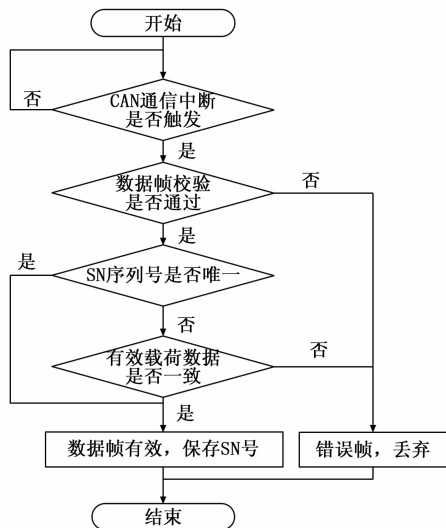 开始
否
CAN通信中断
是否触发
是
数据帧校验
是否通过
否
是
是
SN序列号是否唯一
否
有效载荷数据
是否一致
否
是
数据帧有效，保存SN号
错误帧，丢弃
结束